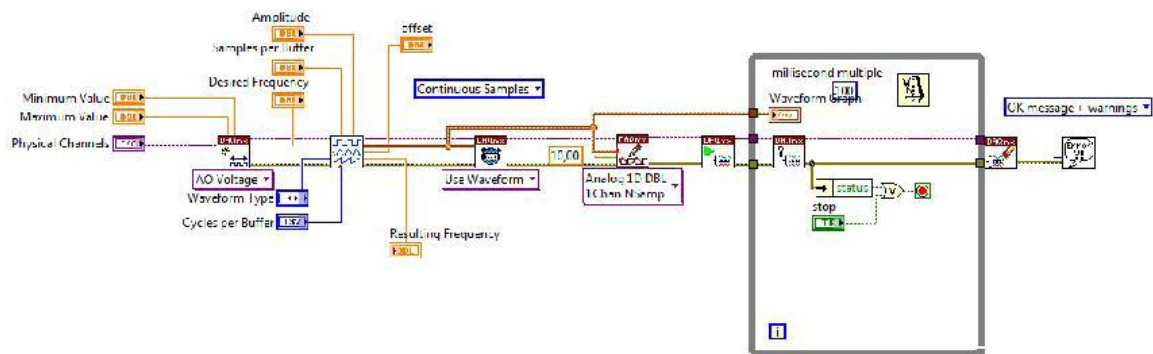 Amplitude
offset
Samples per Buffer
Desired Frequency
Continuous Samples
Minimum Value
Maximum Value
Physical Channels
AO Voltage
Waveform Type
Cycles per Buffer
Resulting Frequency
Use Waveform
10,00
Analog 1D DBL
1Chan NSamp
millisecond multiple
Waveform Graph
status
stop
i
OK message + warnings